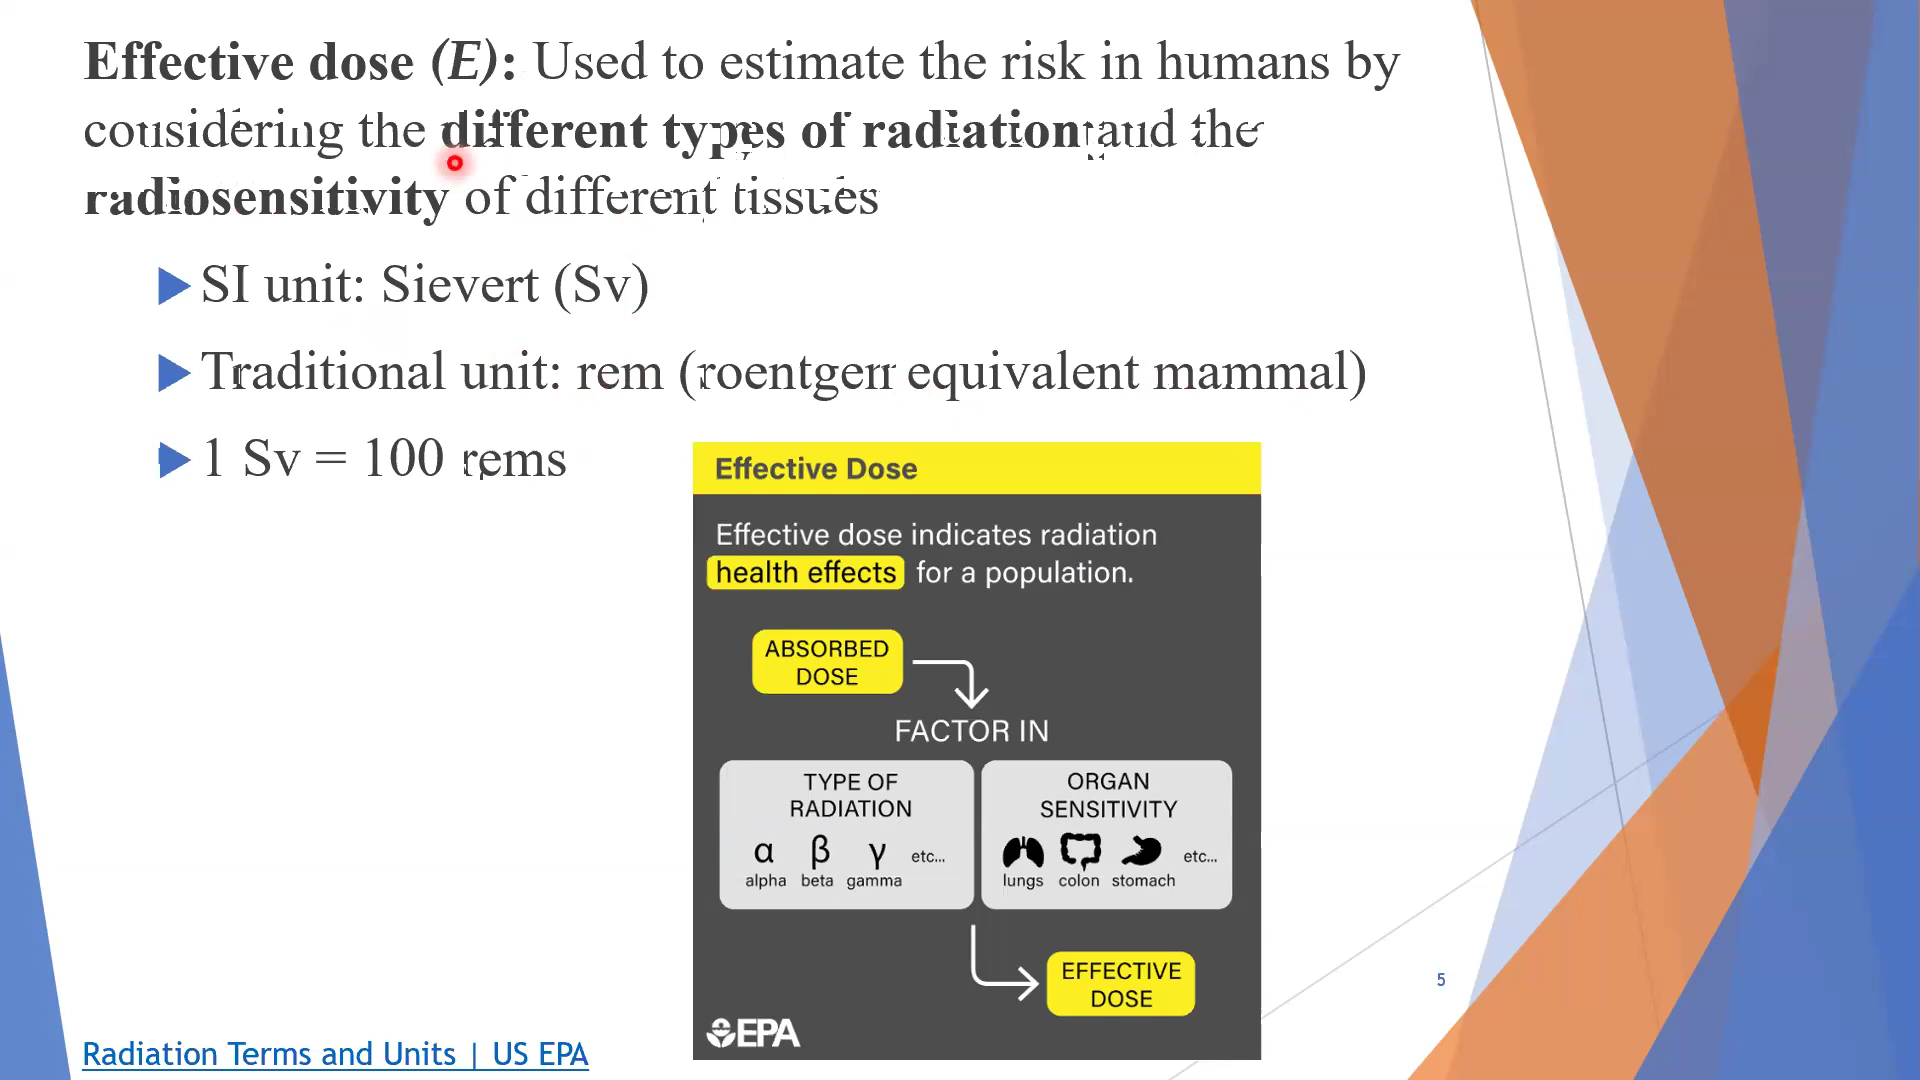 Effective dose (E): Used to estimate the risk in humans by
considering the different types of radiation and the
radiosensitivity of different tissues
SI unit: Sievert (Sv)
Traditional unit: rem (roentgen equivalent mammal)
1 Sv = 100 rems
Effective Dose
Effective dose indicates radiation
health effects for a population.
ABSORBED
DOSE
FACTOR IN
TYPE OF
RADIATION
α β γ etc...
alpha beta gamma
ORGAN
SENSITIVITY
etc...
lungs colon stomach
EFFECTIVE
DOSE
EPA
5
Radiation Terms and Units | US EPA